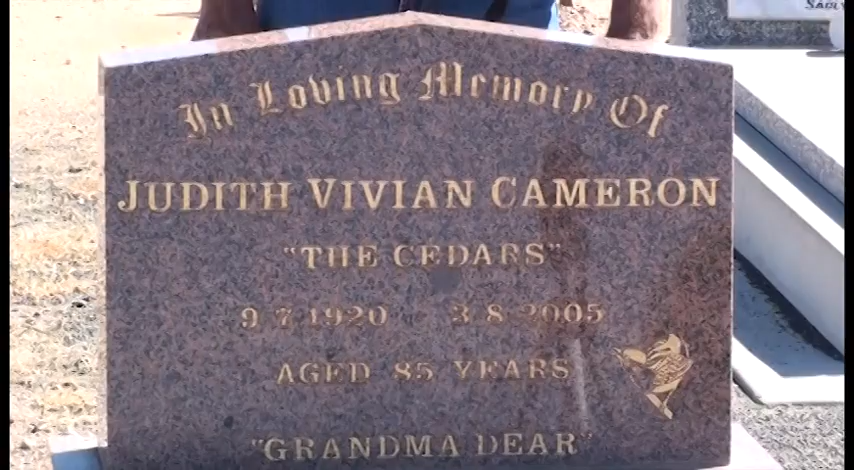 In Loving Memory Of
JUDITH VIVIAN CAMERON
"THE CEDARS"
9·7·1920 3·8·2005
AGED 85 YEARS
"GRANDMA DEAR"